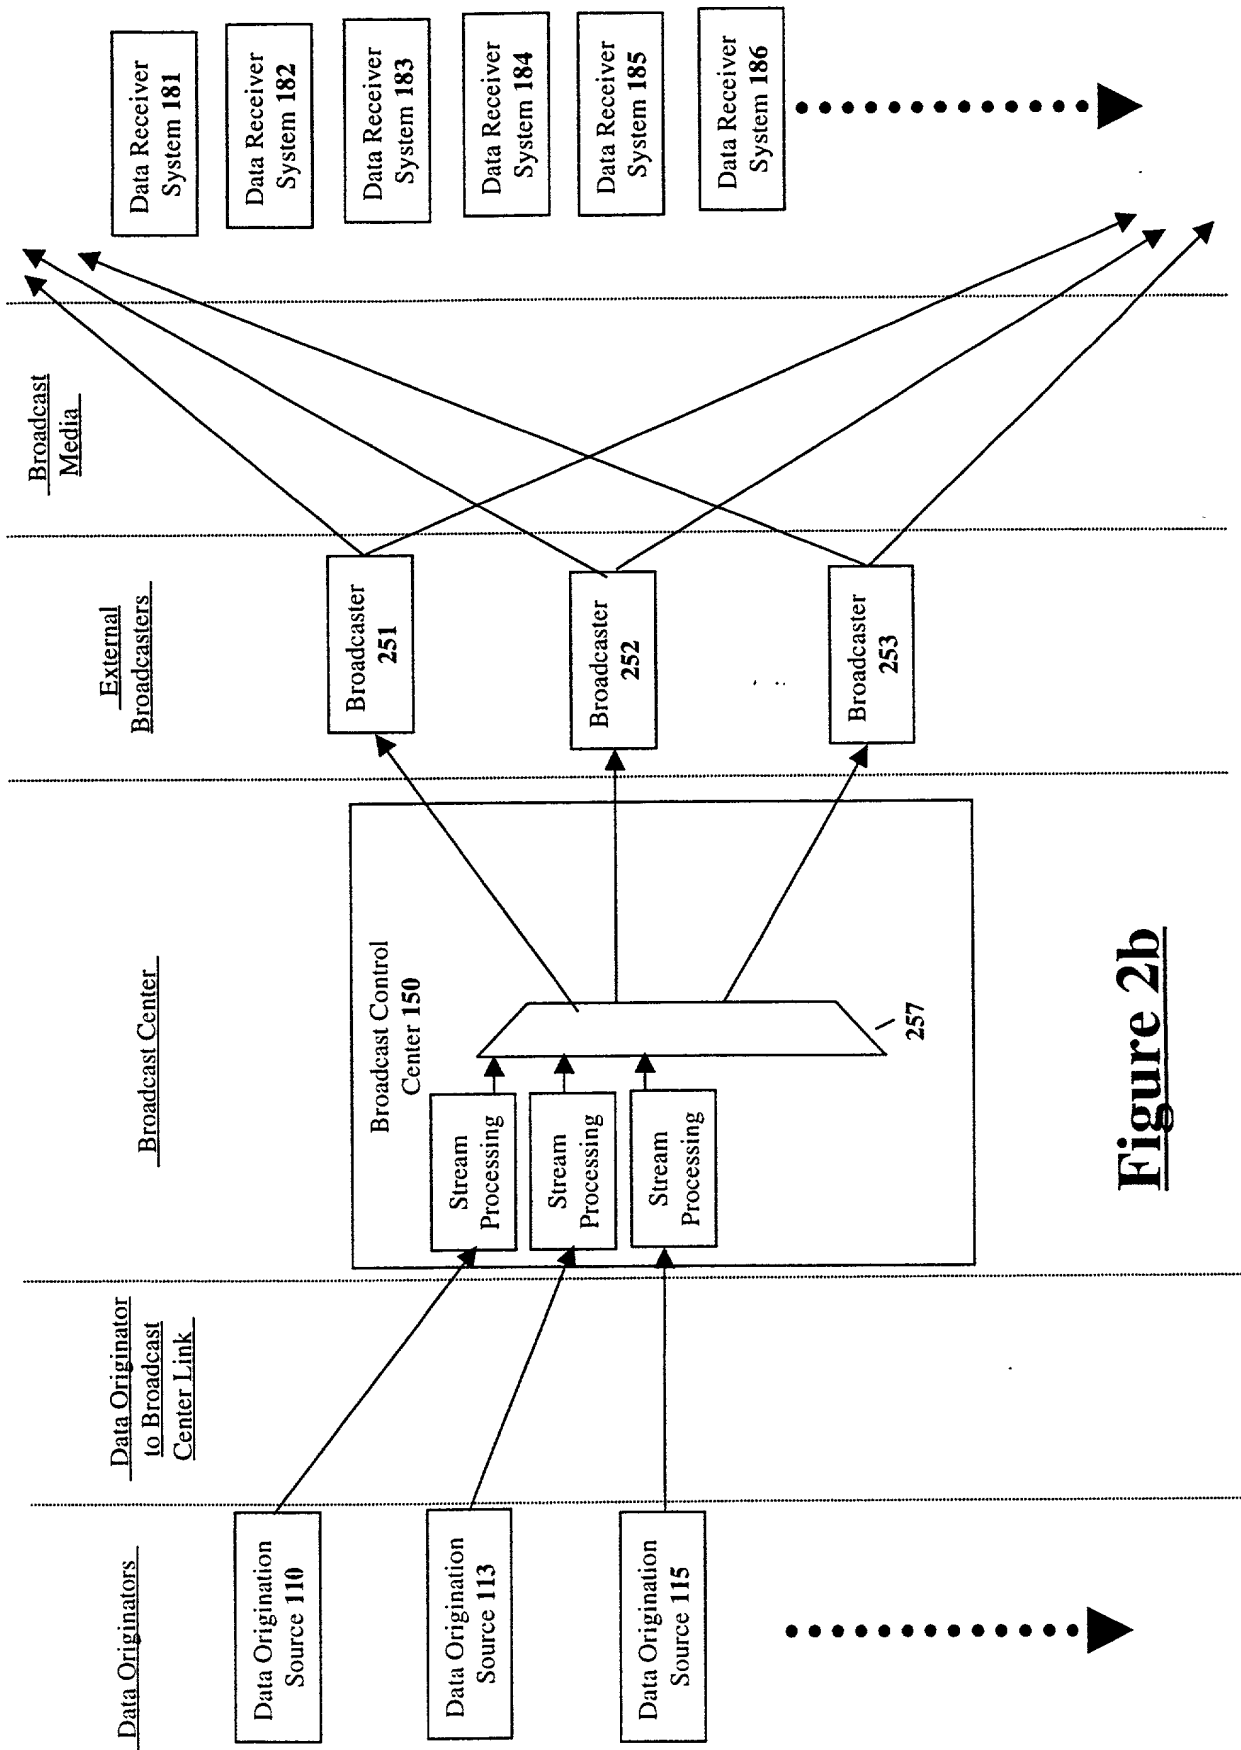 Data Originators
Data Originator
to Broadcast
Center Link
Broadcast Center
External
Broadcasters
Broadcast
Media
Data Origination
Source 110
Data Origination
Source 113
Data Origination
Source 115
Broadcast Control
Center 150
Stream
Processing
Stream
Processing
Stream
Processing
257
Broadcaster
251
Broadcaster
252
Broadcaster
253
Data Receiver
System 181
Data Receiver
System 182
Data Receiver
System 183
Data Receiver
System 184
Data Receiver
System 185
Data Receiver
System 186
Figure 2b